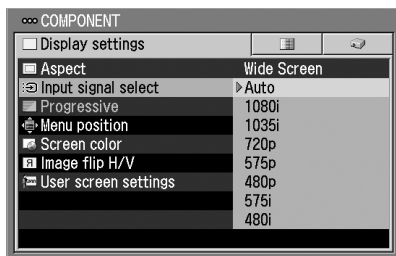 COMPONENT
Display settings
Aspect Wide Screen
Input signal select Auto
Progressive 1080i
Menu position 1035i
Screen color 720p
Image flip H/V 575p
User screen settings 480p
575i
480i